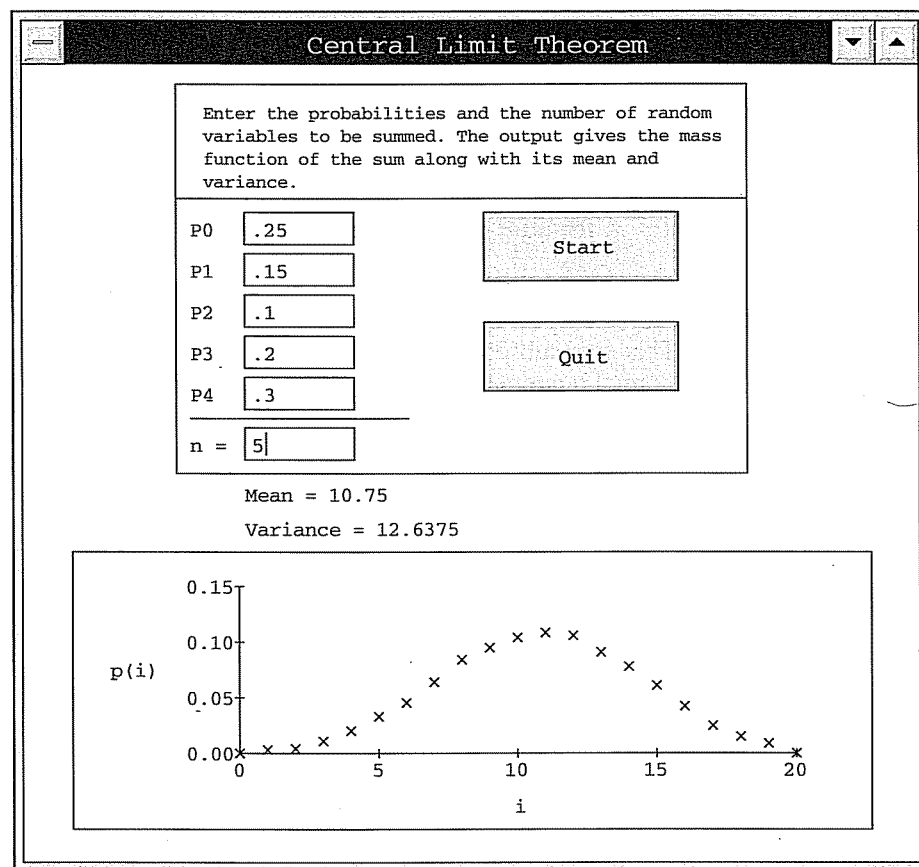 Central Limit Theorem
Enter the probabilities and the number of random
variables to be summed. The output gives the mass
function of the sum along with its mean and
variance.
P0 .25
P1 .15
P2 .1
P3 .2
P4 .3
n = 5
Start
Quit
Mean = 10.75
Variance = 12.6375
0.15
0.10
p(i)
0.05
0.00
0 5 10 15 20
i